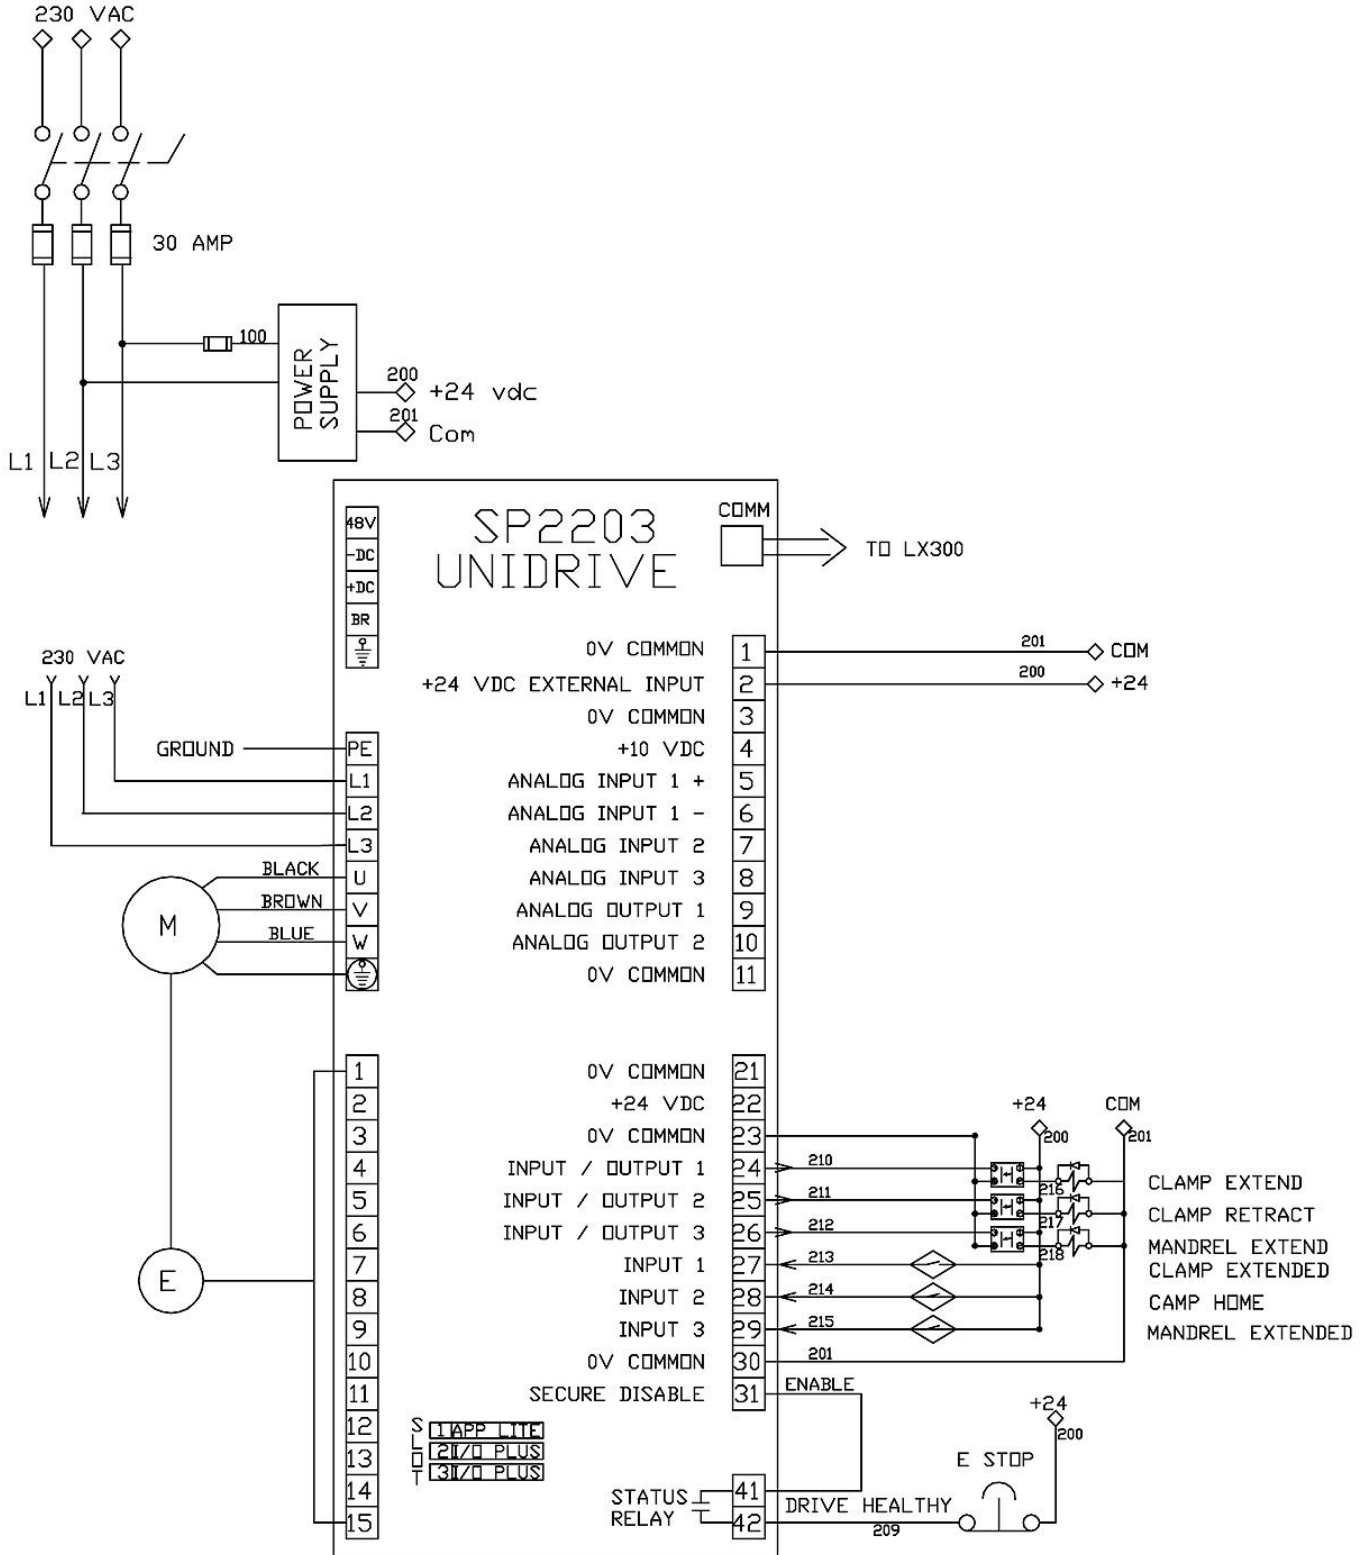 230 VAC
30 AMP
100
POWER SUPPLY
200
+24 vdc
201
Com
L1 L2 L3
SP2203
UNIDRIVE
COMM
TO LX300
48V
-DC
+DC
BR
230 VAC
L1 L2 L3
GROUND
PE
L1
L2
L3
BLACK
U
BROWN
V
BLUE
W
M
E
0V COMMON 1 201 COM
+24 VDC EXTERNAL INPUT 2 200 +24
0V COMMON 3
+10 VDC 4
ANALOG INPUT 1 + 5
ANALOG INPUT 1 - 6
ANALOG INPUT 2 7
ANALOG INPUT 3 8
ANALOG OUTPUT 1 9
ANALOG OUTPUT 2 10
0V COMMON 11
1
2
3
4
5
6
7
8
9
10
11
12
13
14
15
0V COMMON 21
+24 VDC 22
0V COMMON 23
INPUT / OUTPUT 1 24 210
INPUT / OUTPUT 2 25 211
INPUT / OUTPUT 3 26 212
INPUT 1 27 213
INPUT 2 28 214
INPUT 3 29 215
0V COMMON 30 201
SECURE DISABLE 31 ENABLE
+24
200
COM
201
216
217
218
CLAMP EXTEND
CLAMP RETRACT
MANDREL EXTEND
CLAMP EXTENDED
CAMP HOME
MANDREL EXTENDED
SLOT
1 APP LITE
2 I/O PLUS
3 I/O PLUS
STATUS RELAY
41
42
DRIVE HEALTHY
209
E STOP
+24
200